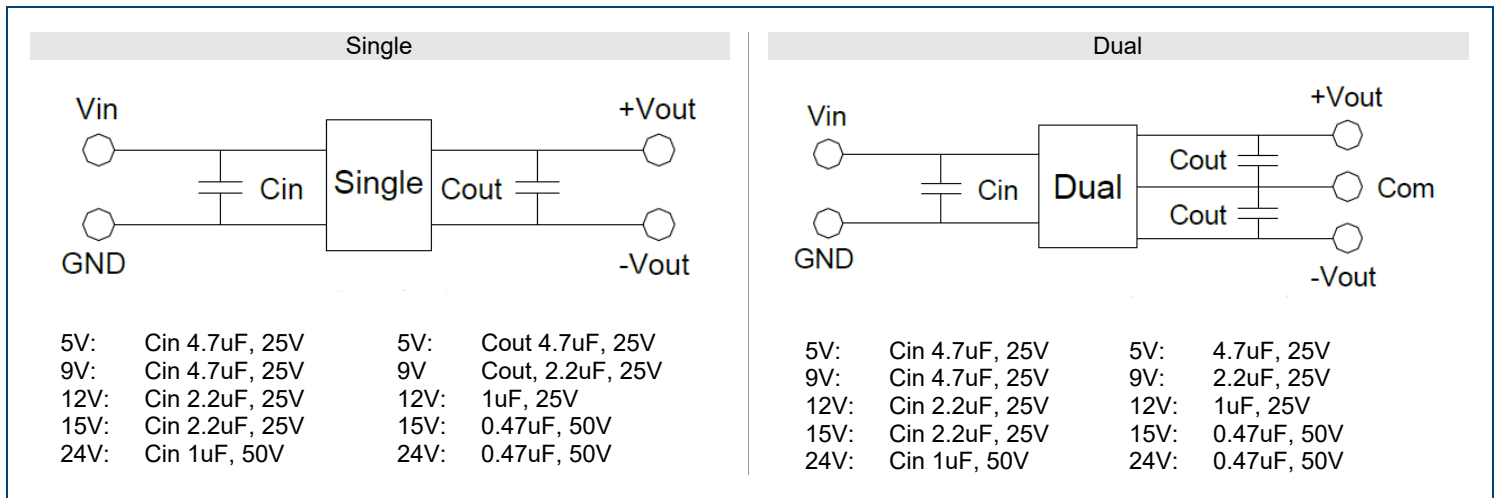 Single
Vin
+Vout
Cin
Single
Cout
GND
-Vout
5V: Cin 4.7uF, 25V 5V: Cout 4.7uF, 25V
9V: Cin 4.7uF, 25V 9V Cout, 2.2uF, 25V
12V: Cin 2.2uF, 25V 12V: 1uF, 25V
15V: Cin 2.2uF, 25V 15V: 0.47uF, 50V
24V: Cin 1uF, 50V 24V: 0.47uF, 50V
Dual
Vin
+Vout
Cout
Cin
Dual
Com
Cout
GND
-Vout
5V: Cin 4.7uF, 25V 5V: 4.7uF, 25V
9V: Cin 4.7uF, 25V 9V: 2.2uF, 25V
12V: Cin 2.2uF, 25V 12V: 1uF, 25V
15V: Cin 2.2uF, 25V 15V: 0.47uF, 50V
24V: Cin 1uF, 50V 24V: 0.47uF, 50V